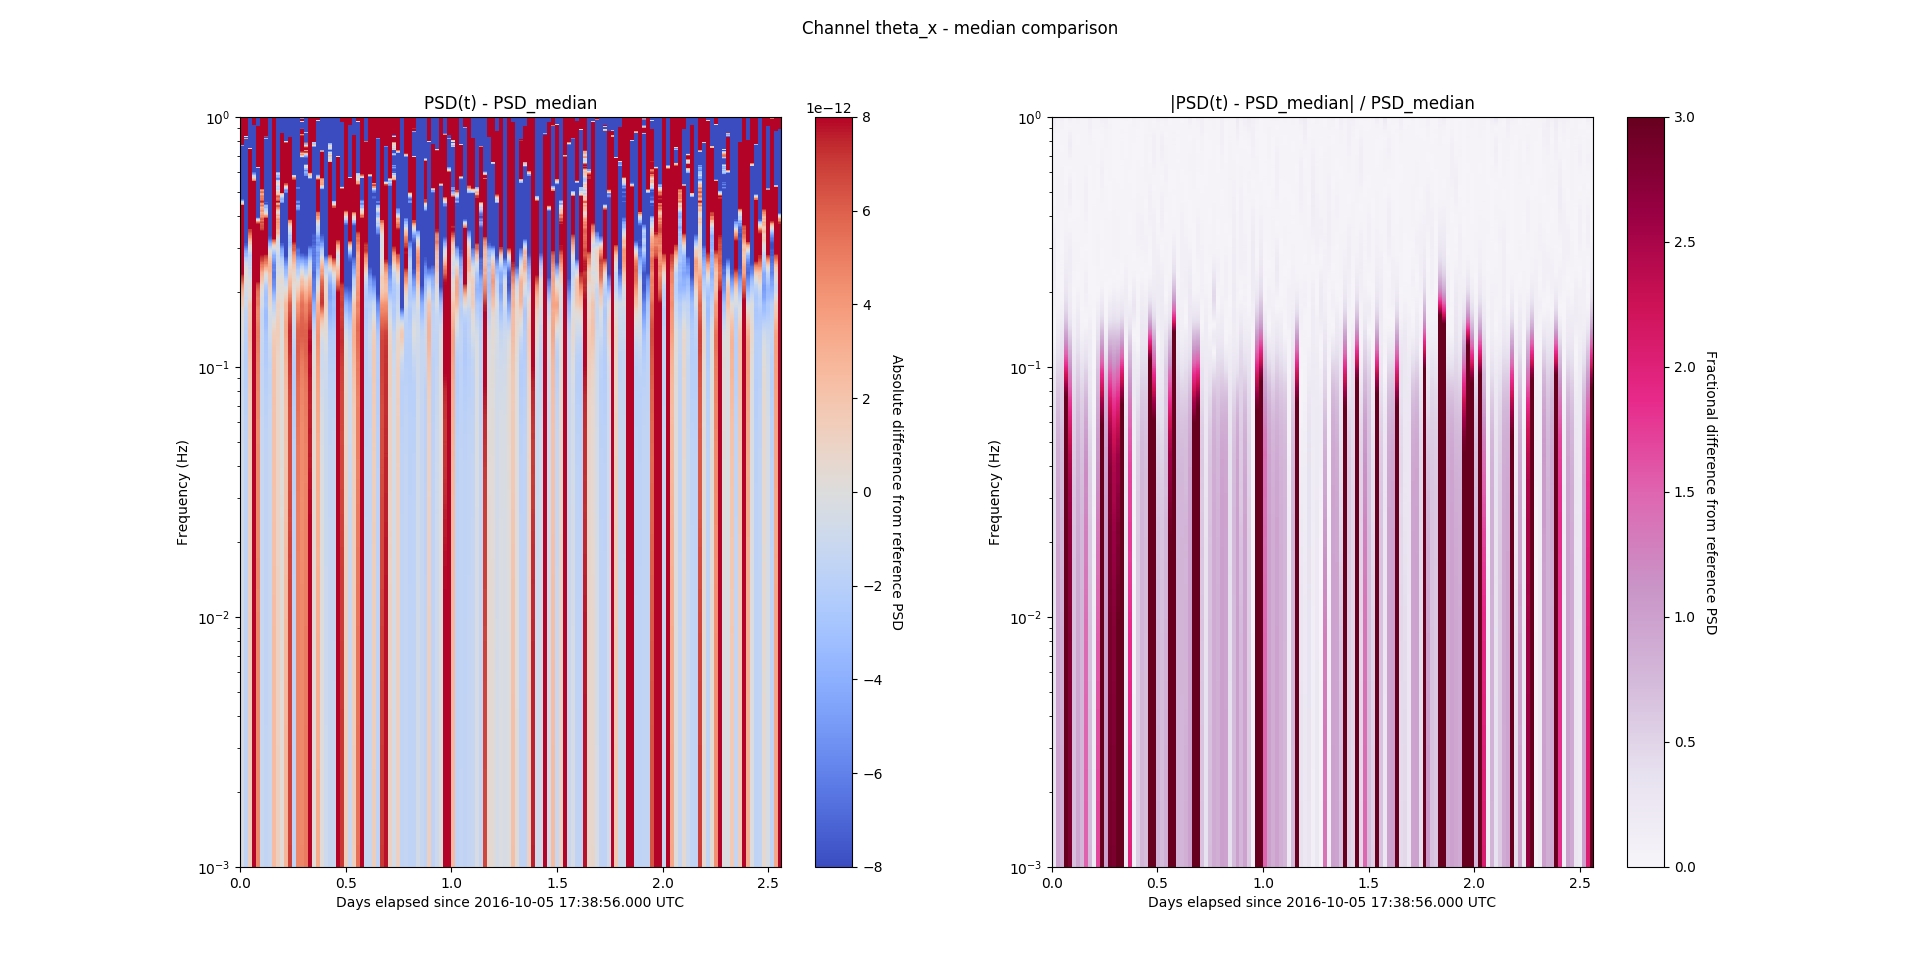 Channel theta_x - median comparison
PSD(t) - PSD_median
1e−12
10⁰
10⁻¹
10⁻²
10⁻³
Frequency (Hz)
0.0 0.5 1.0 1.5 2.0 2.5
Days elapsed since 2016-10-05 17:38:56.000 UTC
8
6
4
2
0
−2
−4
−6
−8
Absolute difference from reference PSD
|PSD(t) - PSD_median| / PSD_median
10⁰
10⁻¹
10⁻²
10⁻³
Frequency (Hz)
0.0 0.5 1.0 1.5 2.0 2.5
Days elapsed since 2016-10-05 17:38:56.000 UTC
3.0
2.5
2.0
1.5
1.0
0.5
0.0
Fractional difference from reference PSD